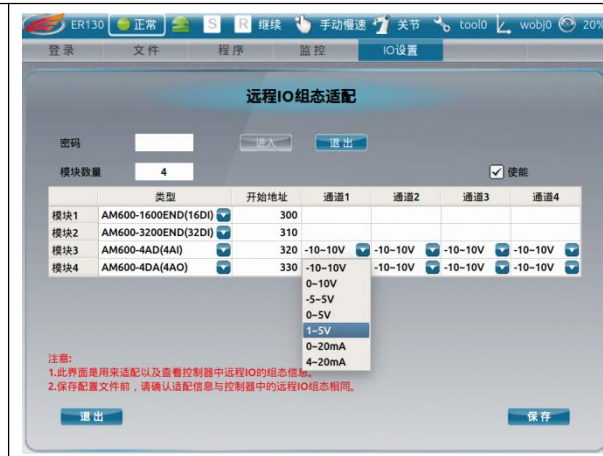 ER130 正常 S R 继续 手动慢速 关节 tool0 wobj0 20%
登录 文件 程序 监控 IO设置
远程IO组态适配
密码 进入 退出
模块数量 4 使能
类型 开始地址 通道1 通道2 通道3 通道4
模块1 AM600-1600END(16DI) 300
模块2 AM600-3200END(32DI) 310
模块3 AM600-4AD(4AI) 320 -10~10V -10~10V -10~10V -10~10V
模块4 AM600-4DA(4AO) 330 -10~10V -10~10V -10~10V -10~10V
0~10V
-5~5V
0~5V
1~5V
0~20mA
4~20mA
注意:
1.此界面是用来适配以及查看控制器中远程IO的组态信息。
2.保存配置文件前，请确认适配信息与控制器中的远程IO组态相同。
退出 保存